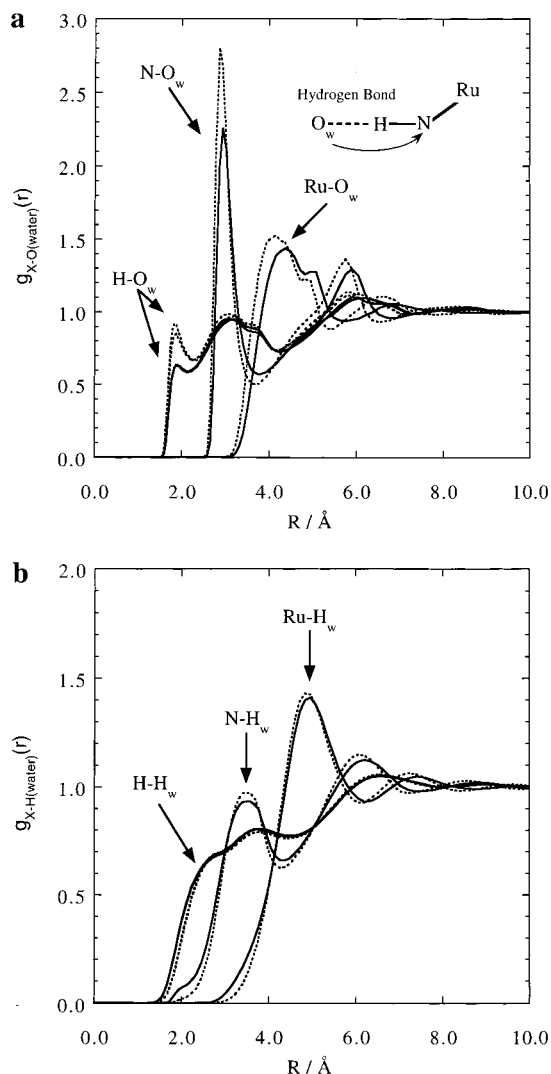 a
3.0
2.5
2.0
1.5
1.0
0.5
0.0
g X-O(water)(r)
N-Ow
Hydrogen Bond
Ru
Ow H N
Ru-Ow
H-Ow
0.0 2.0 4.0 6.0 8.0 10.0
R / Å
b
2.0
1.5
1.0
0.5
0.0
g X-H(water)(r)
Ru-Hw
N-Hw
H-Hw
0.0 2.0 4.0 6.0 8.0 10.0
R / Å